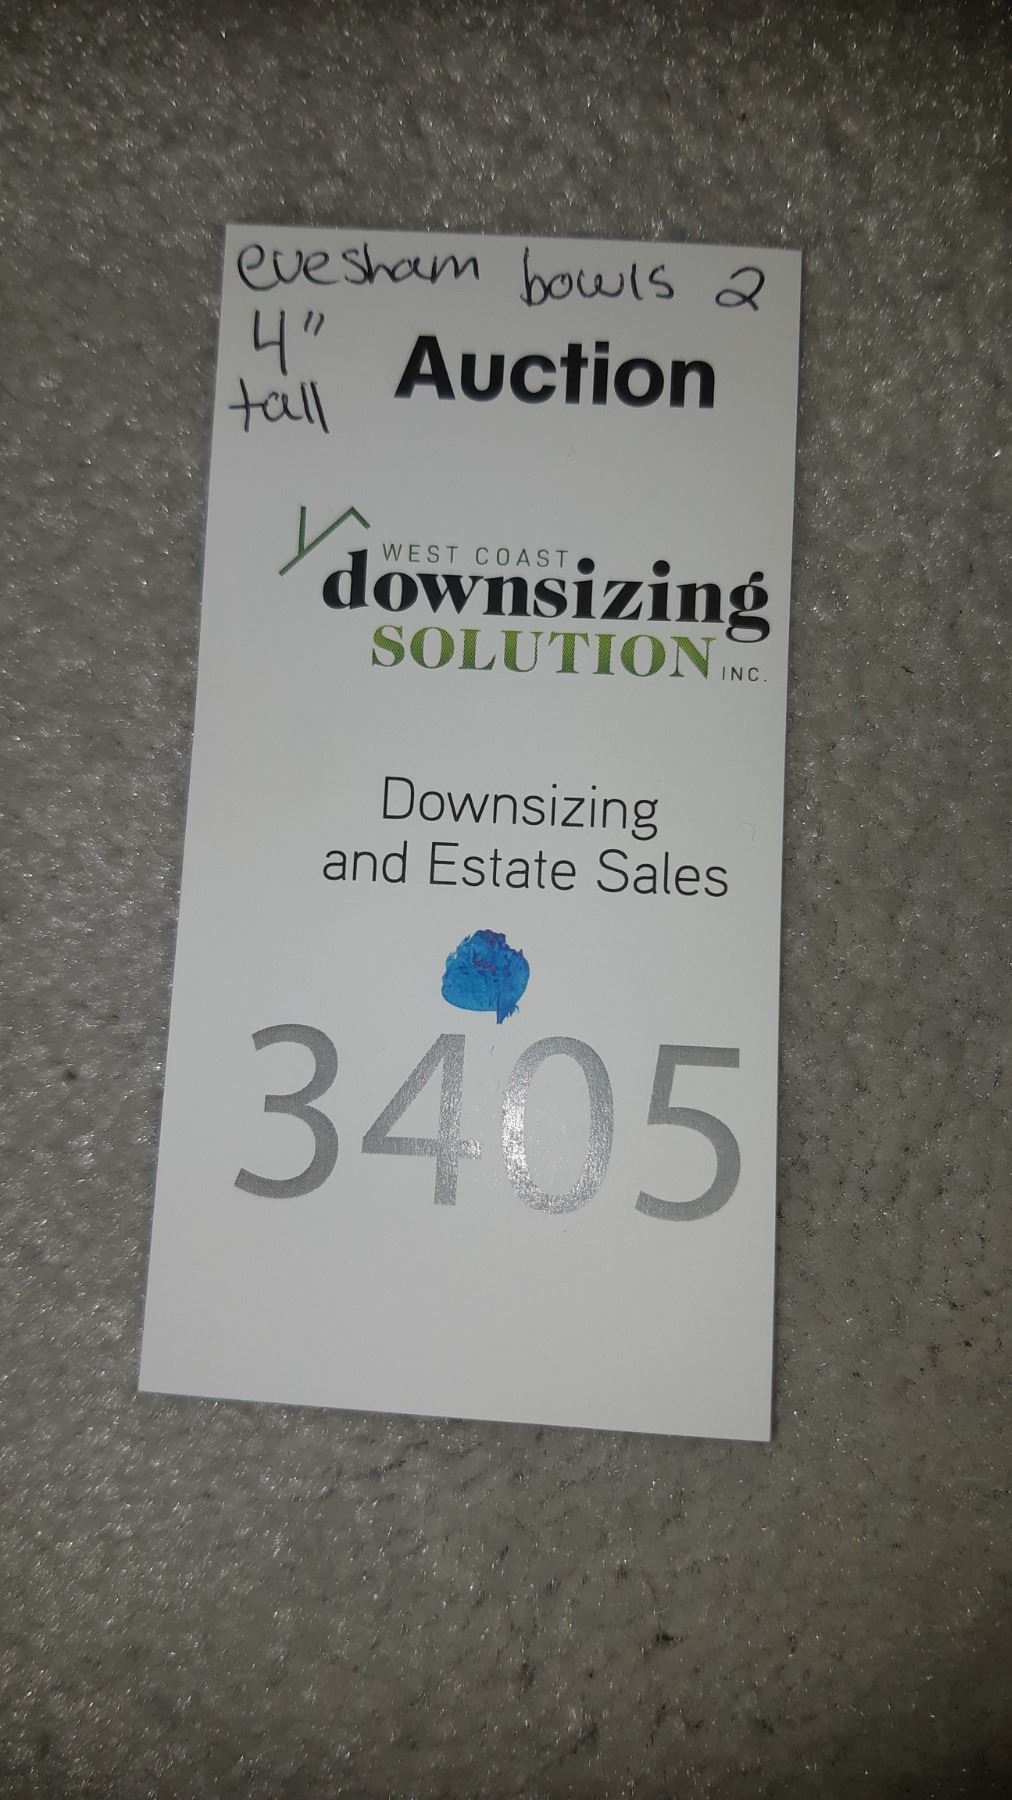 evesham bowls 2
4"
tall
Auction
WEST COAST
downsizing
SOLUTION INC.
Downsizing
and Estate Sales
3405